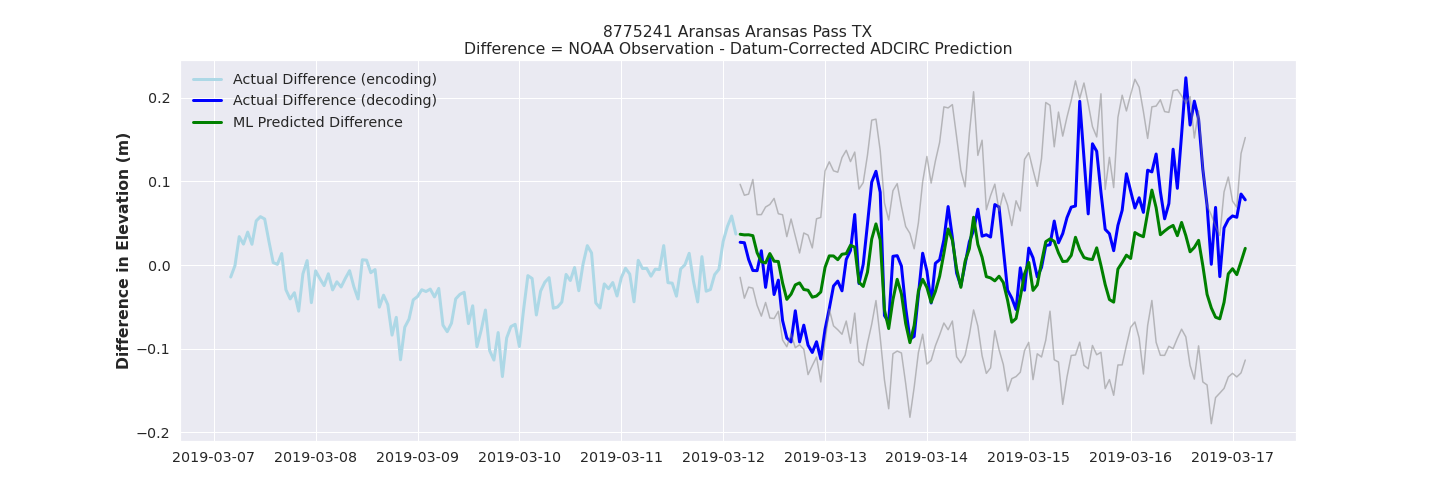 8775241 Aransas Aransas Pass TX
Difference = NOAA Observation - Datum-Corrected ADCIRC Prediction
Actual Difference (encoding)
Actual Difference (decoding)
ML Predicted Difference
Difference in Elevation (m)
0.2
0.1
0.0
−0.1
−0.2
2019-03-07 2019-03-08 2019-03-09 2019-03-10 2019-03-11 2019-03-12 2019-03-13 2019-03-14 2019-03-15 2019-03-16 2019-03-17